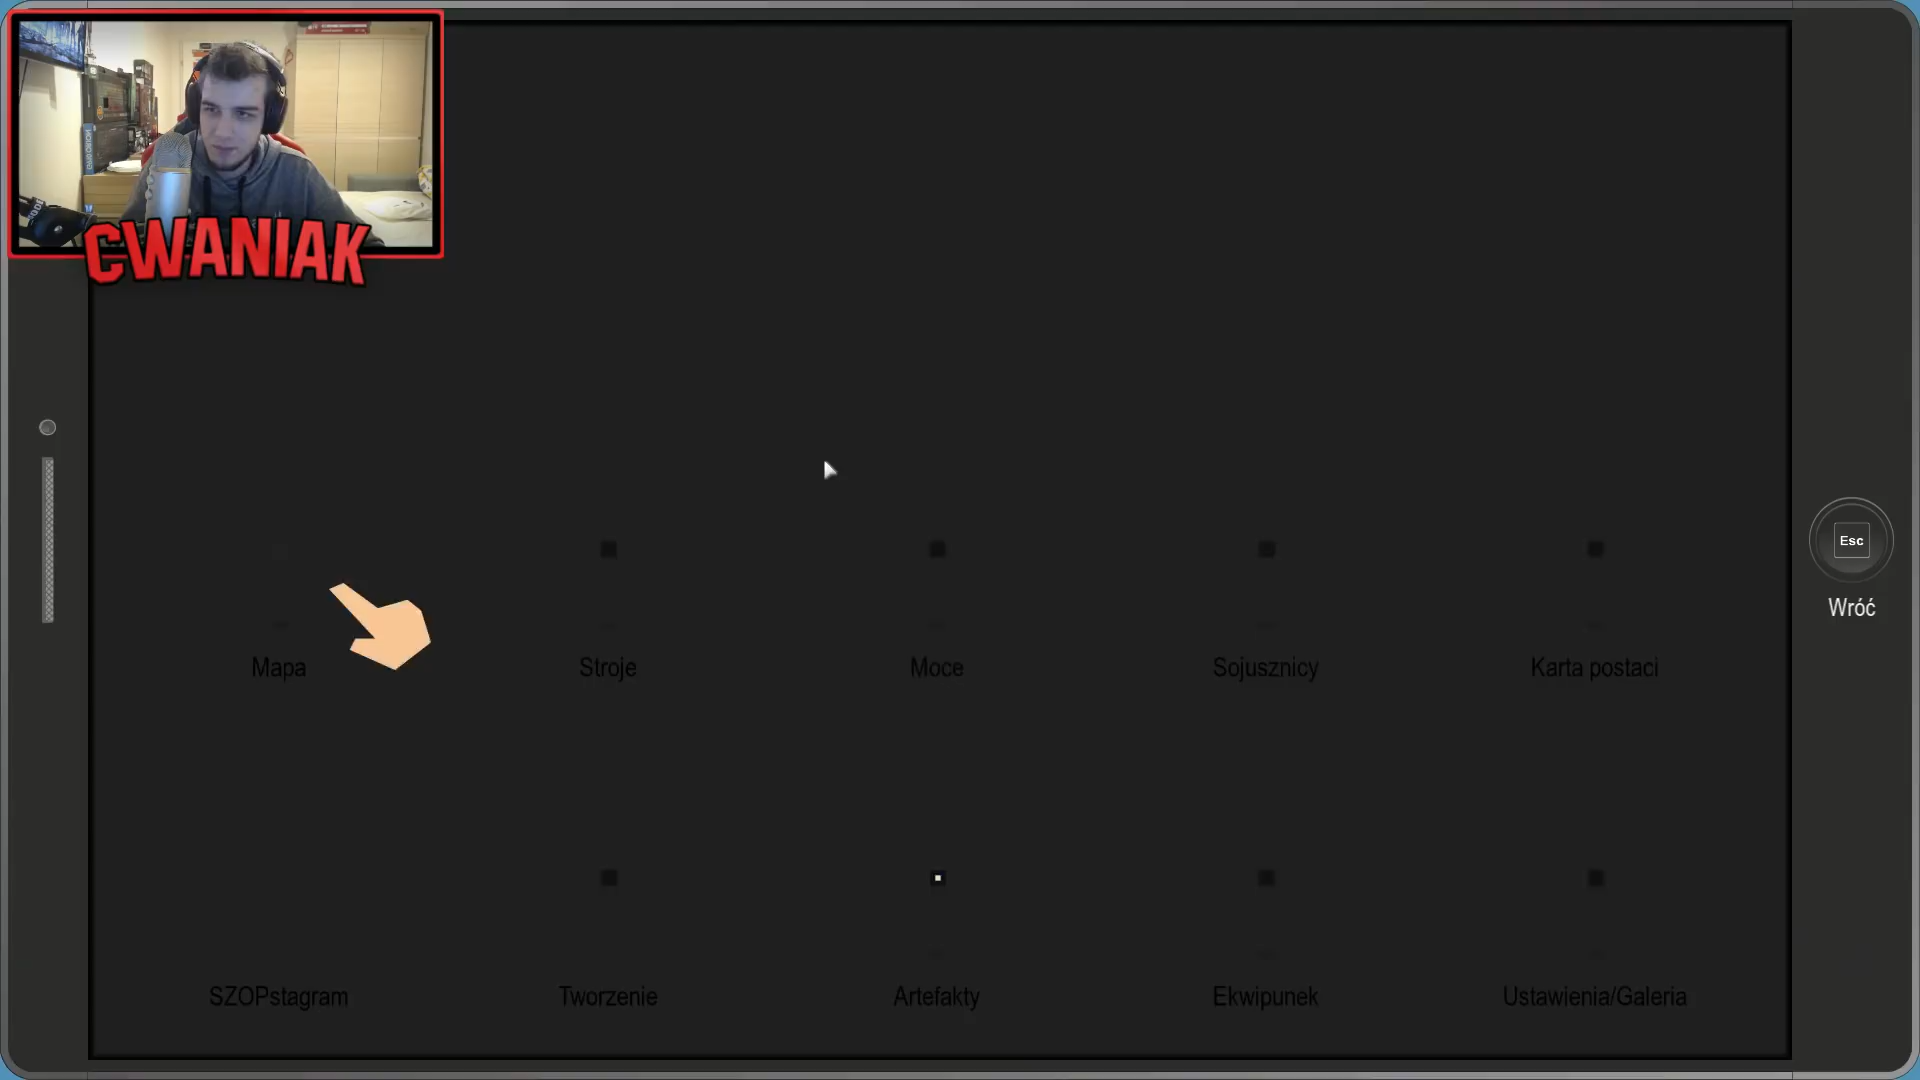 CWANIAK
Esc
Wróć
Mapa
Stroje
Moce
Sojusznicy
Karta postaci
SZOPstagram
Tworzenie
Artefakty
Ekwipunek
Ustawienia/Galeria